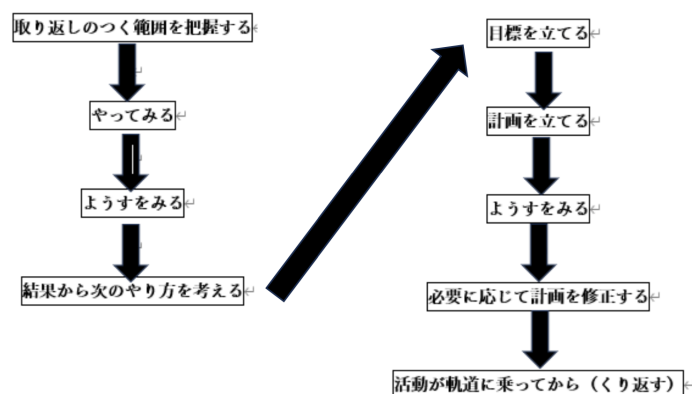 取り返しのつく範囲を把握する
やってみる
ようすをみる
結果から次のやり方を考える
目標を立てる
計画を立てる
ようすをみる
必要に応じて計画を修正する
活動が軌道に乗ってから（くり返す）